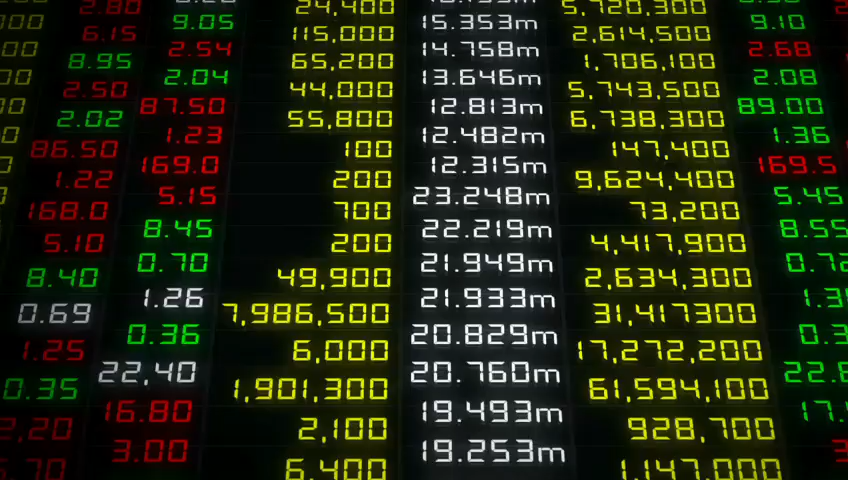 2.80 24,400 5,720,300
9.05 15.353m 9.10
6.15 115,000 2,614,500
2.54 14.758m 2.68
8.95 65,200 1,706,100
2.04 13.646m 2.08
2.50 44,000 5,743,500
87.50 12.813m 89.00
2.02 55,800 6,738,300
1.23 12.482m 1.36
86.50 100 147,400
169.0 12.315m 169.5
1.22 200 9,624,400
5.15 23.248m 5.45
168.0 700 73,200
8.45 22.219m 8.55
5.10 200 4,417,900
0.70 21.949m
8.40 49,900 2,634,300
1.26 21.933m
0.69 7,986,500 31,417300
0.36 20.829m
1.25 6,000 17,272,200
22,40 20.760m
0.35 1,901,300 61,594,100
16.80 19.493m
2,100 928,700
3.00 19.253m
6,400 1,147,000